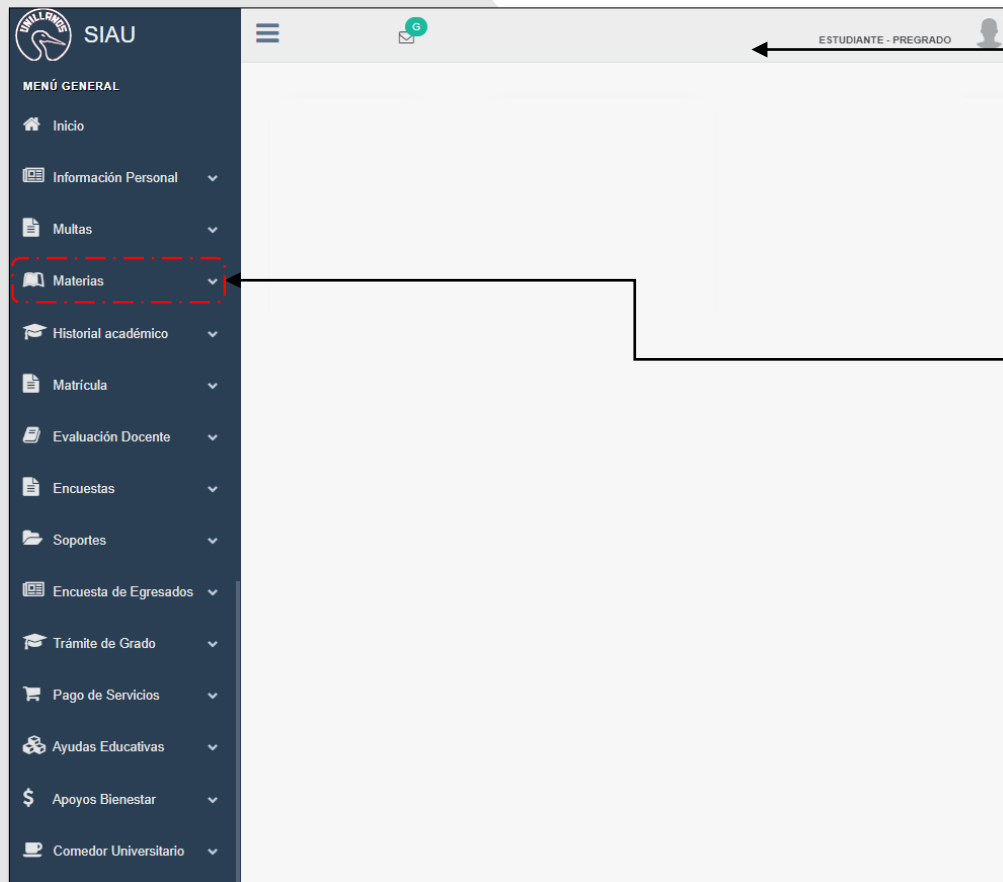 UNILLANOS
SIAU
G
ESTUDIANTE - PREGRADO
MENÚ GENERAL
Inicio
Información Personal
Multas
Materias
Historial académico
Matrícula
Evaluación Docente
Encuestas
Soportes
Encuesta de Egresados
Trámite de Grado
Pago de Servicios
Ayudas Educativas
$ Apoyos Bienestar
Comedor Universitario